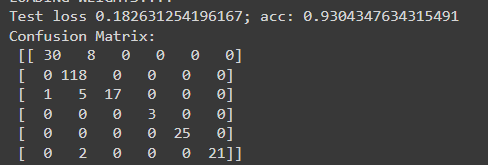 Test loss 0.182631254196167; acc: 0.9304347634315491
Confusion Matrix:
[[ 30 8 0 0 0 0]
[ 0 118 0 0 0 0]
[ 1 5 17 0 0 0]
[ 0 0 0 3 0 0]
[ 0 0 0 0 25 0]
[ 0 2 0 0 0 21]]